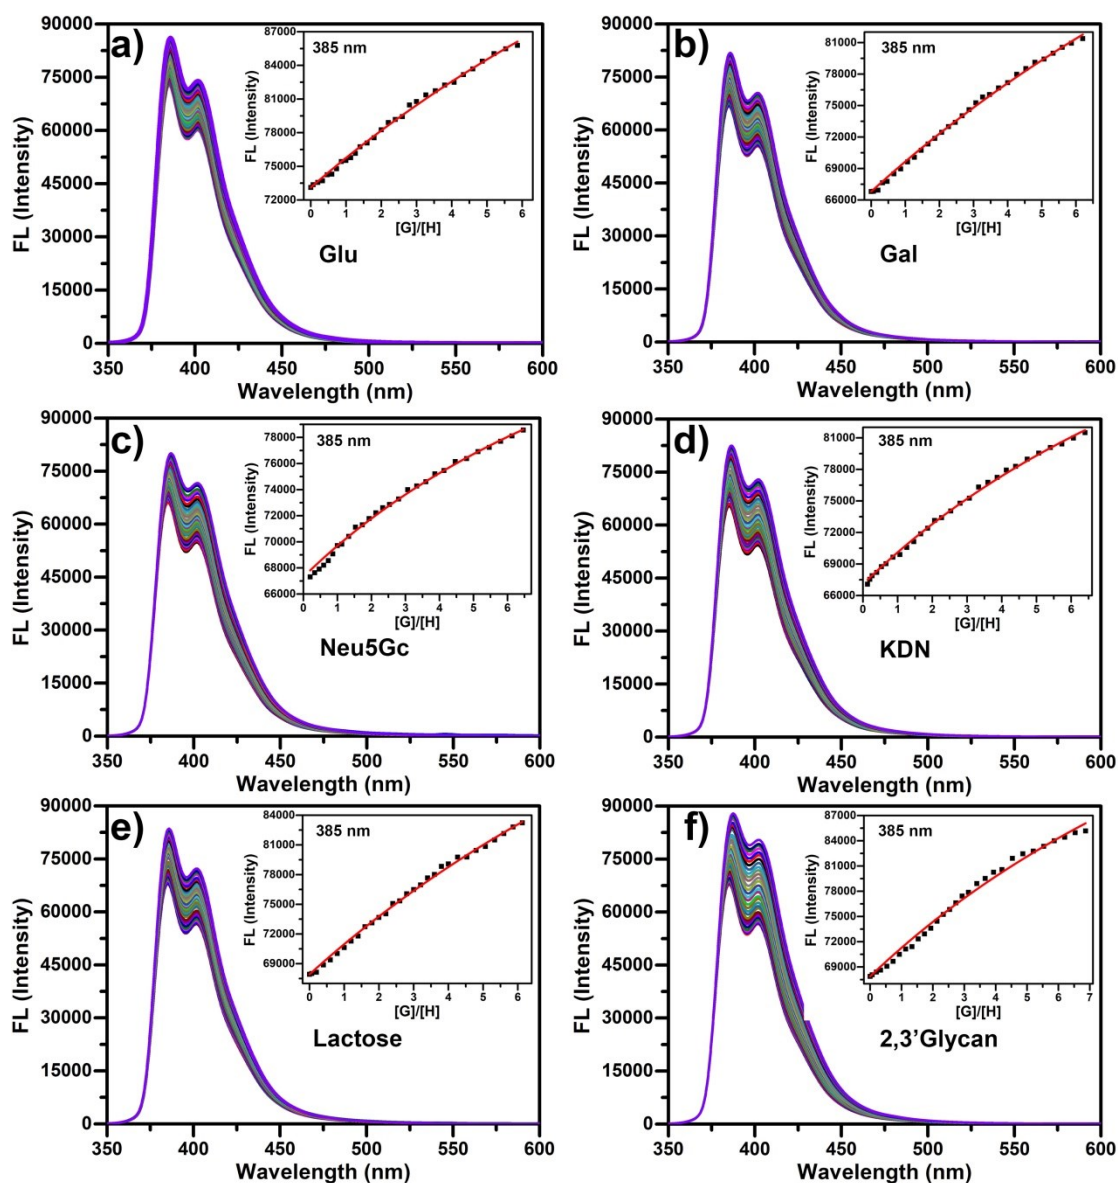 a)
90000
75000
60000
45000
30000
15000
0
FL (Intensity)
350 400 450 500 550 600
Wavelength (nm)
385 nm
87000
84000
81000
78000
75000
72000
FL (Intensity)
0 1 2 3 4 5 6
[G]/[H]
Glu
b)
90000
75000
60000
45000
30000
15000
0
FL (Intensity)
350 400 450 500 550 600
Wavelength (nm)
385 nm
81000
78000
75000
72000
69000
66000
FL (Intensity)
0 1 2 3 4 5 6
[G]/[H]
Gal
c)
90000
75000
60000
45000
30000
15000
0
FL (Intensity)
350 400 450 500 550 600
Wavelength (nm)
385 nm
78000
76000
74000
72000
70000
68000
66000
FL (Intensity)
0 1 2 3 4 5 6
[G]/[H]
Neu5Gc
d)
90000
75000
60000
45000
30000
15000
0
FL (Intensity)
350 400 450 500 550 600
Wavelength (nm)
385 nm
81000
78000
75000
72000
69000
66000
FL (Intensity)
0 1 2 3 4 5 6
[G]/[H]
KDN
e)
90000
75000
60000
45000
30000
15000
0
FL (Intensity)
350 400 450 500 550 600
Wavelength (nm)
385 nm
84000
81000
78000
75000
72000
69000
FL (Intensity)
0 1 2 3 4 5 6
[G]/[H]
Lactose
f)
90000
75000
60000
45000
30000
15000
0
FL (Intensity)
350 400 450 500 550 600
Wavelength (nm)
385 nm
87000
84000
81000
78000
75000
72000
69000
FL (Intensity)
0 1 2 3 4 5 6 7
[G]/[H]
2,3’Glycan